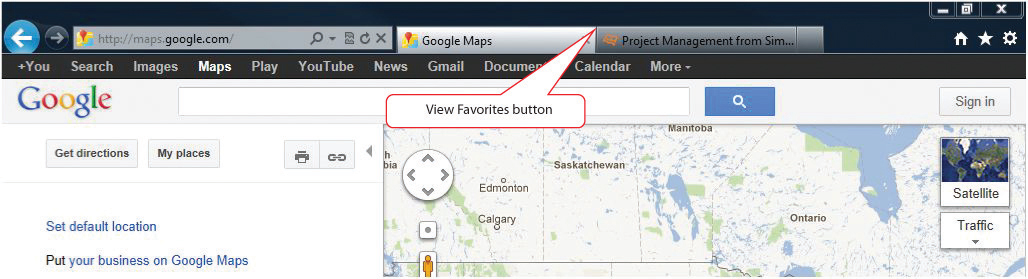 http://maps.google.com/
Google Maps
Project Management from Sim...
+You Search Images Maps Play YouTube News Gmail Calendar More
Google
View Favorites button
Sign in
Get directions
My places
Manitoba
Saskatchewan
Edmonton
Calgary
Ontario
Satellite
Traffic
Set default location
Put your business on Google Maps